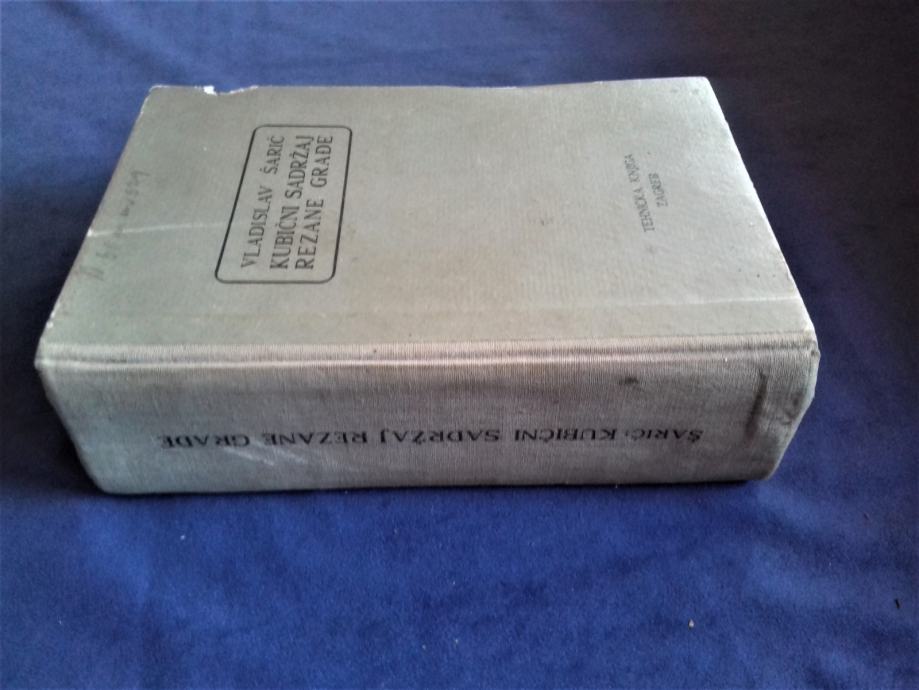 VLADISLAV ŠARIĆ
KUBIČNI SADRŽAJ
REZANE GRAĐE
TEHNIČKA KNJIGA
ZAGREB
ŠARIĆ: KUBIČNI SADRŽAJ REZANE GRAĐE